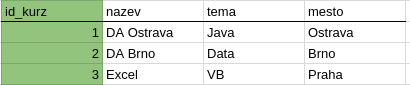 id_kurz nazev tema mesto
1 DA Ostrava Java Ostrava
2 DA Brno Data Brno
3 Excel VB Praha